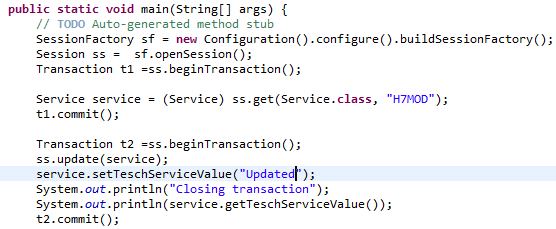 public static void main(String[] args) {
// TODO Auto-generated method stub
SessionFactory sf = new Configuration().configure().buildSessionFactory();
Session ss =  sf.openSession();
Transaction t1 =ss.beginTransaction();
Service service = (Service) ss.get(Service.class, "H7MOD");
t1.commit();
Transaction t2 =ss.beginTransaction();
ss.update(service);
service.setTeschServiceValue("Updated");
System.out.println("Closing transaction");
System.out.println(service.getTeschServiceValue());
t2.commit();